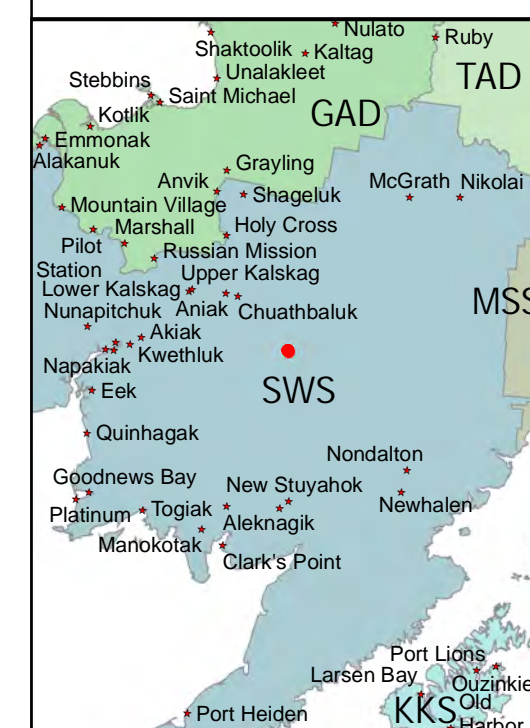 Nulato
Ruby
Shaktoolik
Kaltag
Unalakleet
TAD
Stebbins
Saint Michael
GAD
Kotlik
Emmonak
Alakanuk
Grayling
Anvik
McGrath
Nikolai
Shageluk
Mountain Village
Marshall
Holy Cross
Pilot
Station
Russian Mission
Upper Kalskag
Lower Kalskag
MSS
Nunapitchuk
Aniak
Chuathbaluk
Akiak
Kwethluk
Napakiak
SWS
Eek
Quinhagak
Nondalton
Goodnews Bay
New Stuyahok
Newhalen
Platinum
Togiak
Aleknagik
Manokotak
Clark's Point
Port Lions
Larsen Bay
Ouzinkie
KKS
Old
Harbor
Port Heiden